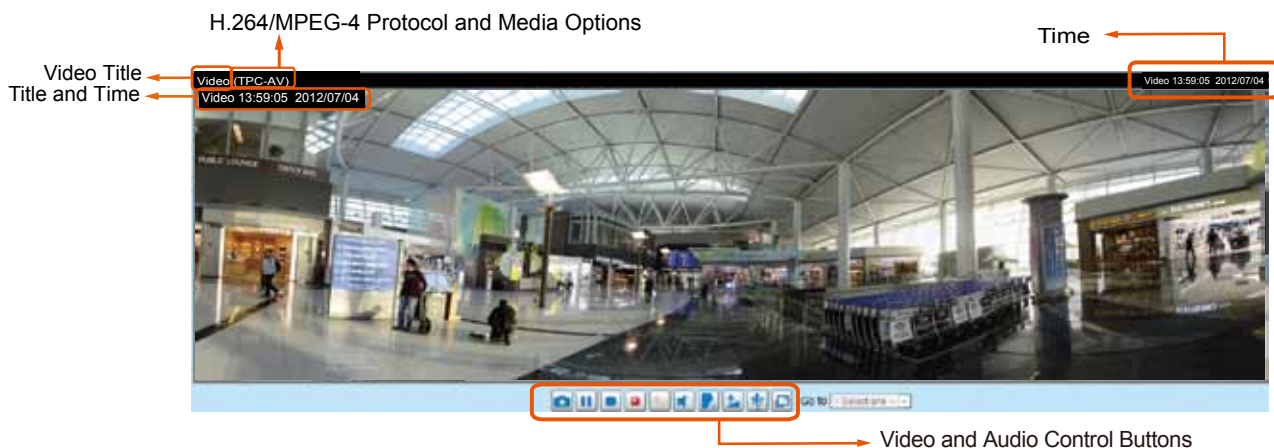 H.264/MPEG-4 Protocol and Media Options
Time
Video Title
Video (TPC-AV)
Video 13:59:05 2012/07/04
Title and Time
Video 13:59:05 2012/07/04
PUBLIC LOUNGE
Go to
Video and Audio Control Buttons